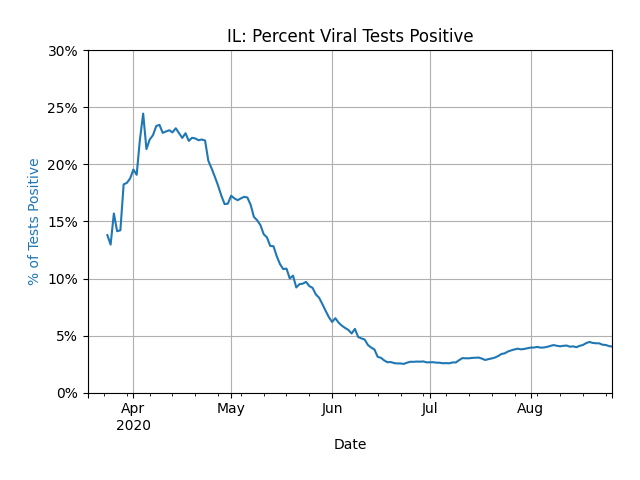 IL: Percent Viral Tests Positive
30%
25%
20%
15%
10%
5%
0%
% of Tests Positive
Apr
2020
May
Jun
Jul
Aug
Date